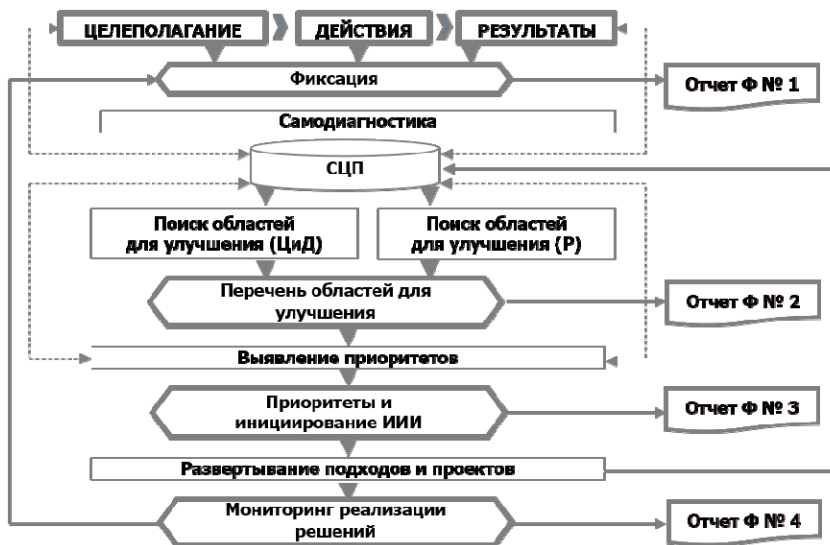 ЦЕЛЕПОЛАГАНИЕ
ДЕЙСТВИЯ
РЕЗУЛЬТАТЫ
Фиксация
Отчет Ф № 1
Самодиагностика
СЦП
Поиск областей
для улучшения (ЦиД)
Поиск областей
для улучшения (Р)
Перечень областей для
улучшения
Отчет Ф № 2
Выявление приоритетов
Приоритеты и
инициирование ИИИ
Отчет Ф № 3
Развертывание подходов и проектов
Мониторинг реализации
решений
Отчет Ф № 4